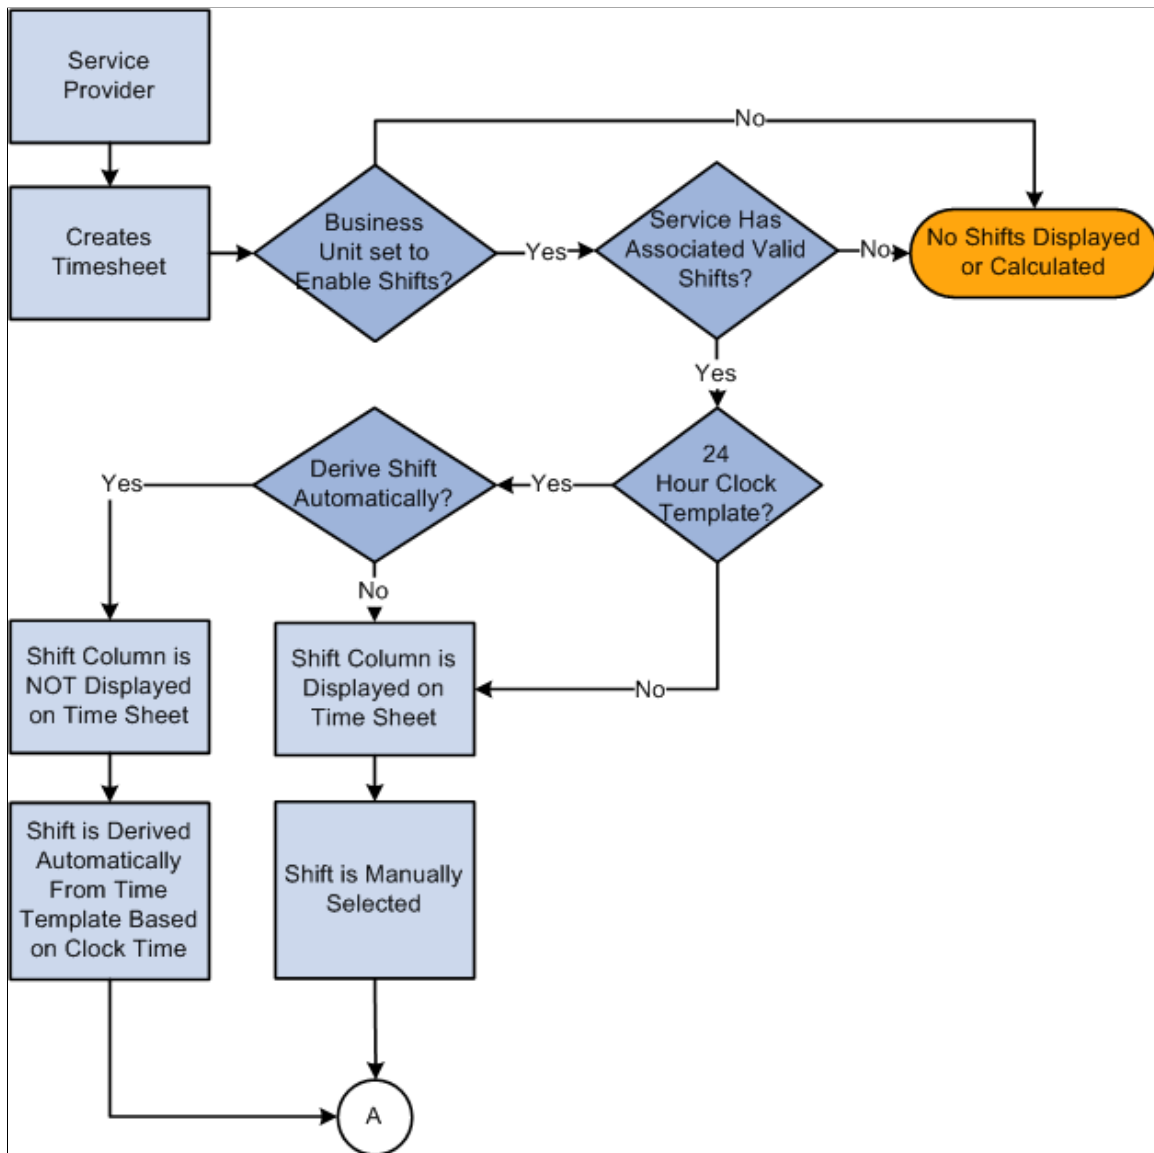 Service
Provider
No
Creates
Timesheet
Business
Unit set to
Enable Shifts?
Yes
Service Has
Associated Valid
Shifts?
No
No Shifts Displayed
or Calculated
Yes
Yes
Derive Shift
Automatically?
Yes
24
Hour Clock
Template?
No
Shift Column is
NOT Displayed
on Time Sheet
Shift Column is
Displayed on
Time Sheet
No
Shift is Derived
Automatically
From Time
Template Based
on Clock Time
Shift is Manually
Selected
A